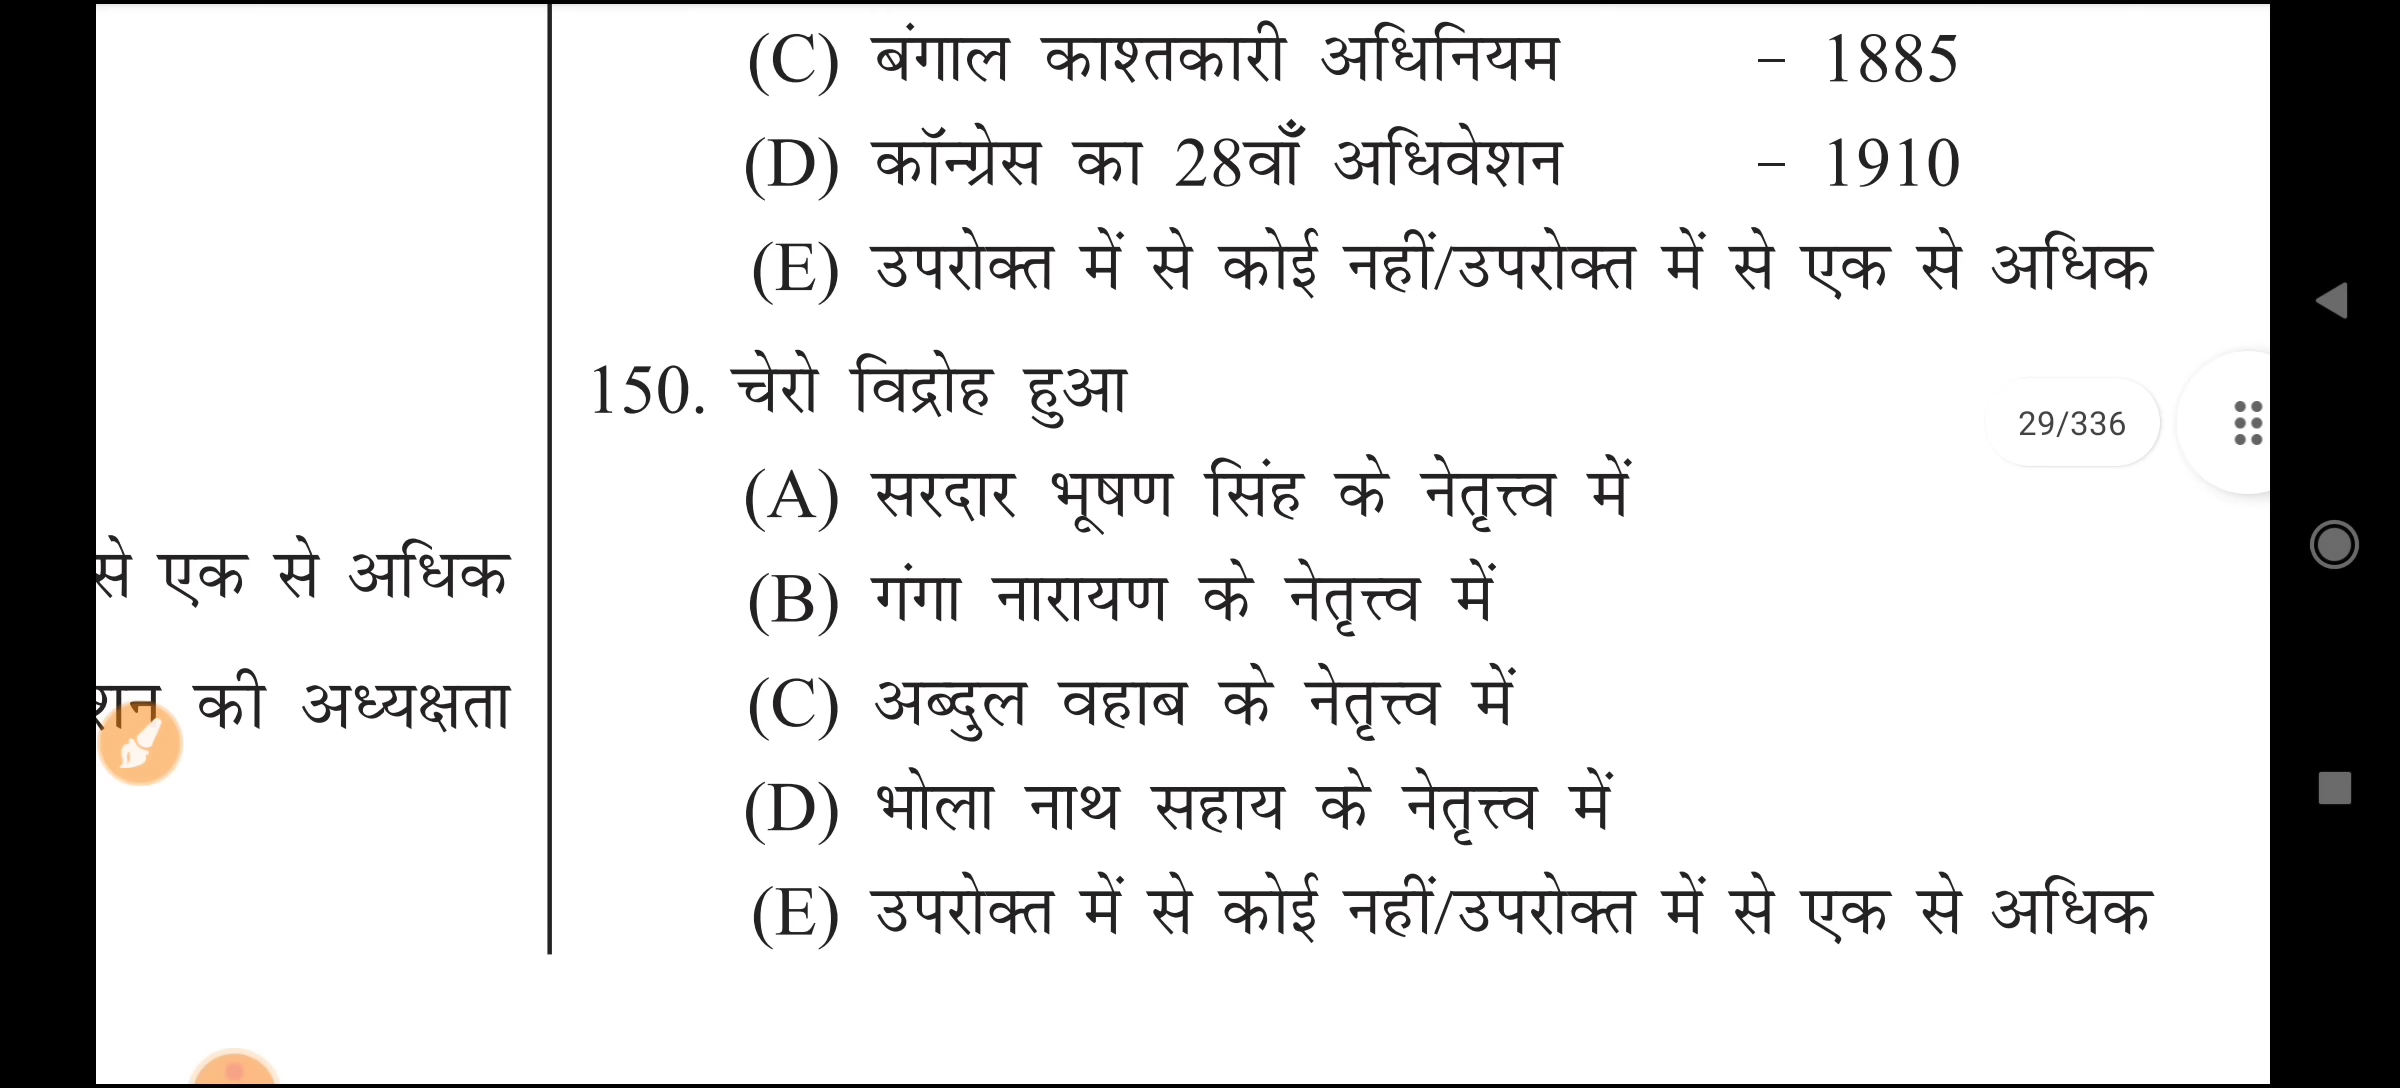 से एक से अधिक
की अध्यक्षता
(C) बंगाल काश्तकारी अधिनियम – 1885
(D) कॉन्ग्रेस का 28वाँ अधिवेशन – 1910
(E) उपरोक्त में से कोई नहीं/उपरोक्त में से एक से अधिक
150. चेरो विद्रोह हुआ
(A) सरदार भूषण सिंह के नेतृत्त्व में
(B) गंगा नारायण के नेतृत्त्व में
(C) अब्दुल वहाब के नेतृत्त्व में
(D) भोला नाथ सहाय के नेतृत्त्व में
(E) उपरोक्त में से कोई नहीं/उपरोक्त में से एक से अधिक
29/336